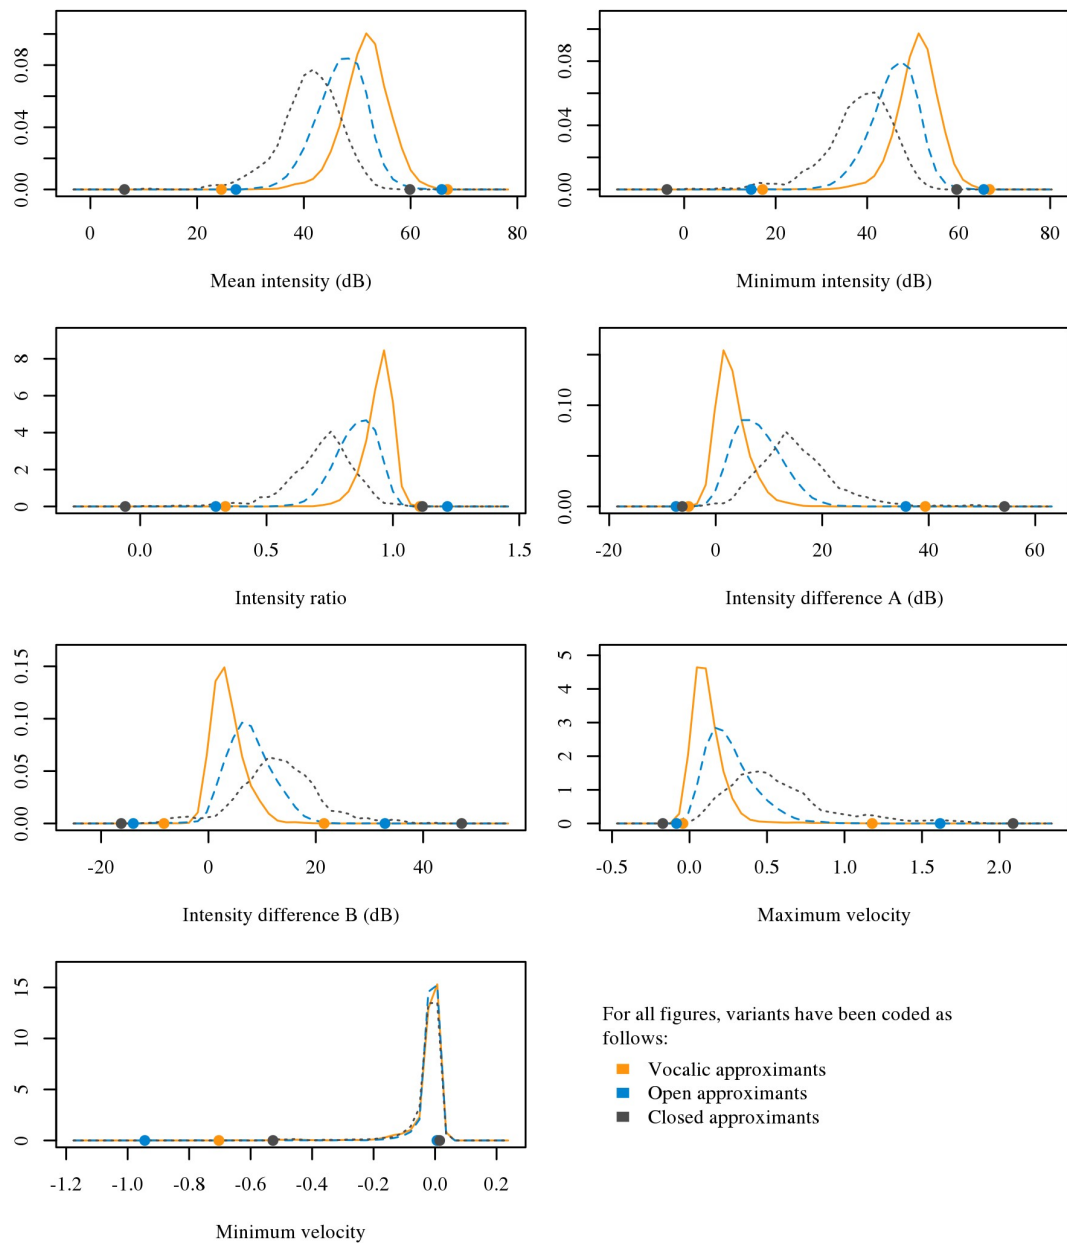 0.00 0.04 0.08
0 20 40 60 80
Mean intensity (dB)
0.00 0.04 0.08
0 20 40 60 80
Minimum intensity (dB)
0 2 4 6 8
0.0 0.5 1.0 1.5
Intensity ratio
0.00 0.10
-20 0 20 40 60
Intensity difference A (dB)
0.00 0.05 0.10 0.15
-20 0 20 40
Intensity difference B (dB)
0 1 2 3 4 5
-0.5 0.0 0.5 1.0 1.5 2.0
Maximum velocity
0 5 10 15
-1.2 -1.0 -0.8 -0.6 -0.4 -0.2 0.0 0.2
Minimum velocity
For all figures, variants have been coded as
follows:
Vocalic approximants
Open approximants
Closed approximants